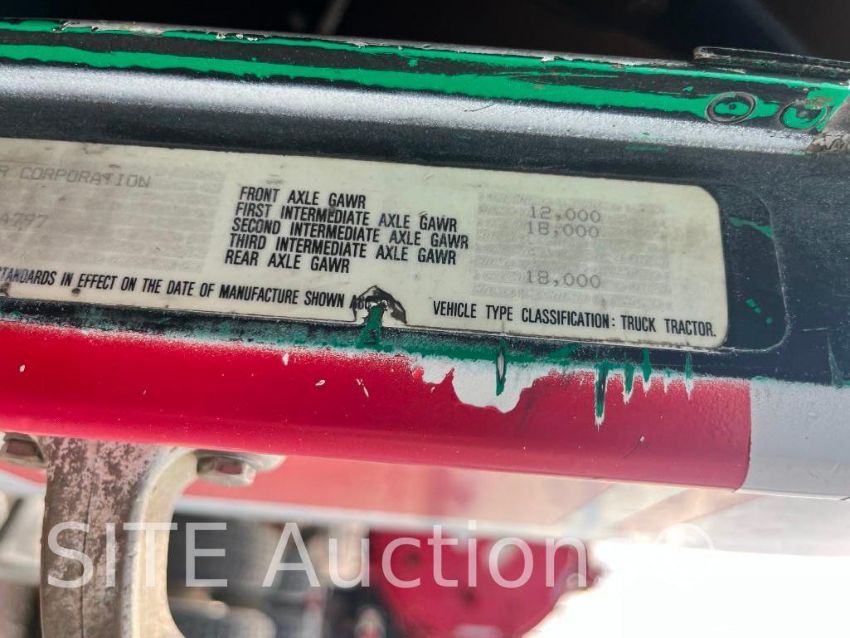 CORPORATION
FRONT AXLE GAWR 12,000
FIRST INTERMEDIATE AXLE GAWR 18,000
SECOND INTERMEDIATE AXLE GAWR
THIRD INTERMEDIATE AXLE GAWR
REAR AXLE GAWR 18,000
STANDARDS IN EFFECT ON THE DATE OF MANUFACTURE SHOWN
VEHICLE TYPE CLASSIFICATION: TRUCK TRACTOR.
SITE Auctions